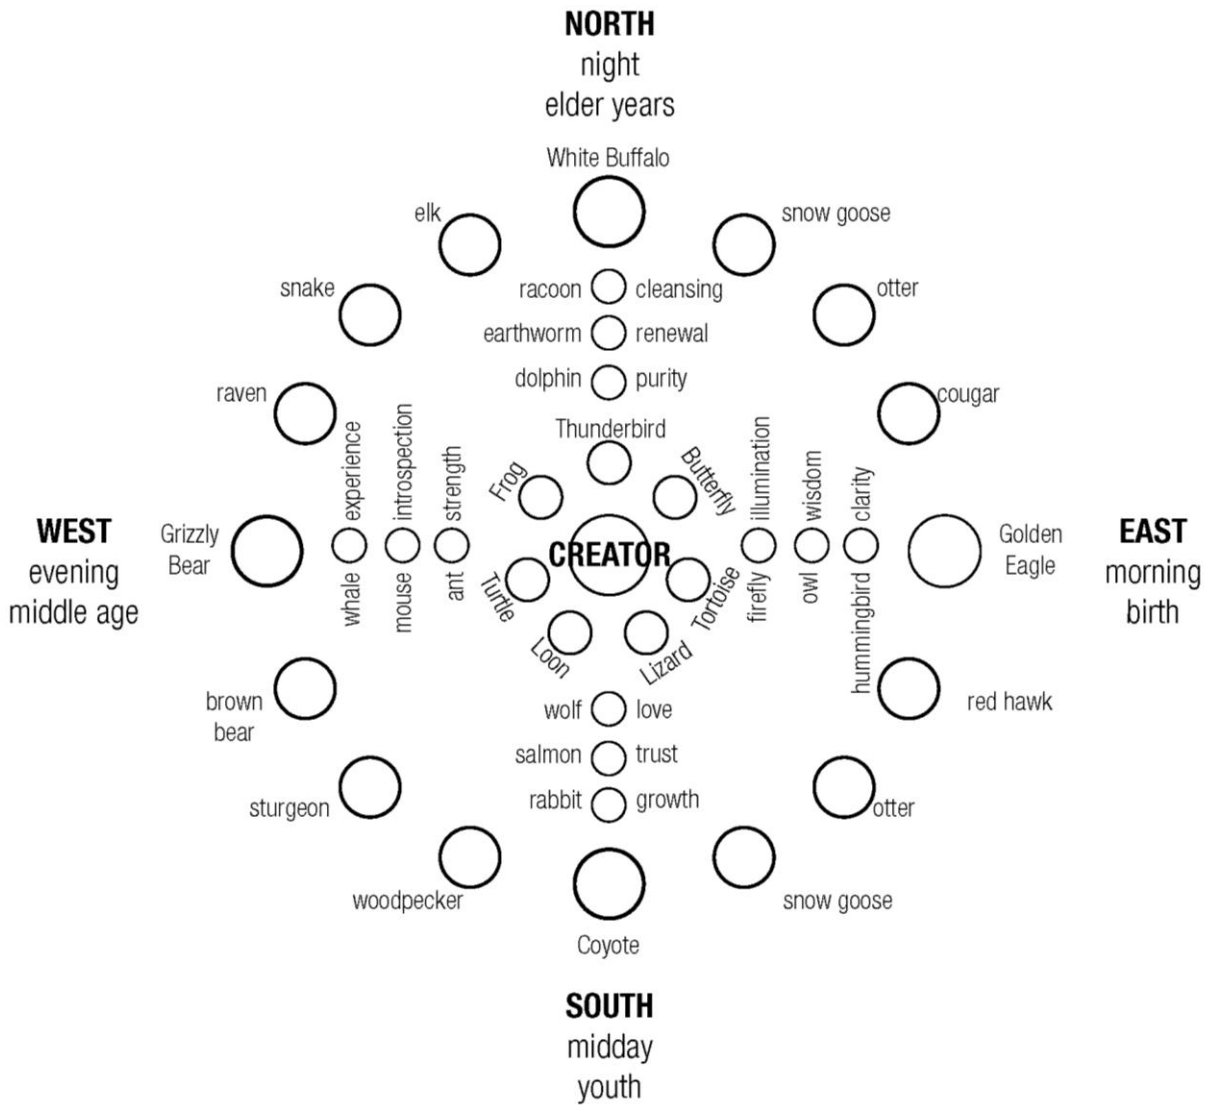 NORTH
night
elder years
White Buffalo
elk
snow goose
snake
otter
racoon cleansing
earthworm renewal
dolphin purity
raven
cougar
Thunderbird
Frog
Butterfly
experience
introspection
strength
illumination
wisdom
clarity
WEST
evening
middle age
Grizzly
Bear
CREATOR
Golden
Eagle
EAST
morning
birth
whale
mouse
ant
Turtle
Tortoise
firefly
owl
hummingbird
Loon
Lizard
brown
bear
red hawk
wolf love
salmon trust
rabbit growth
sturgeon
otter
woodpecker
snow goose
Coyote
SOUTH
midday
youth